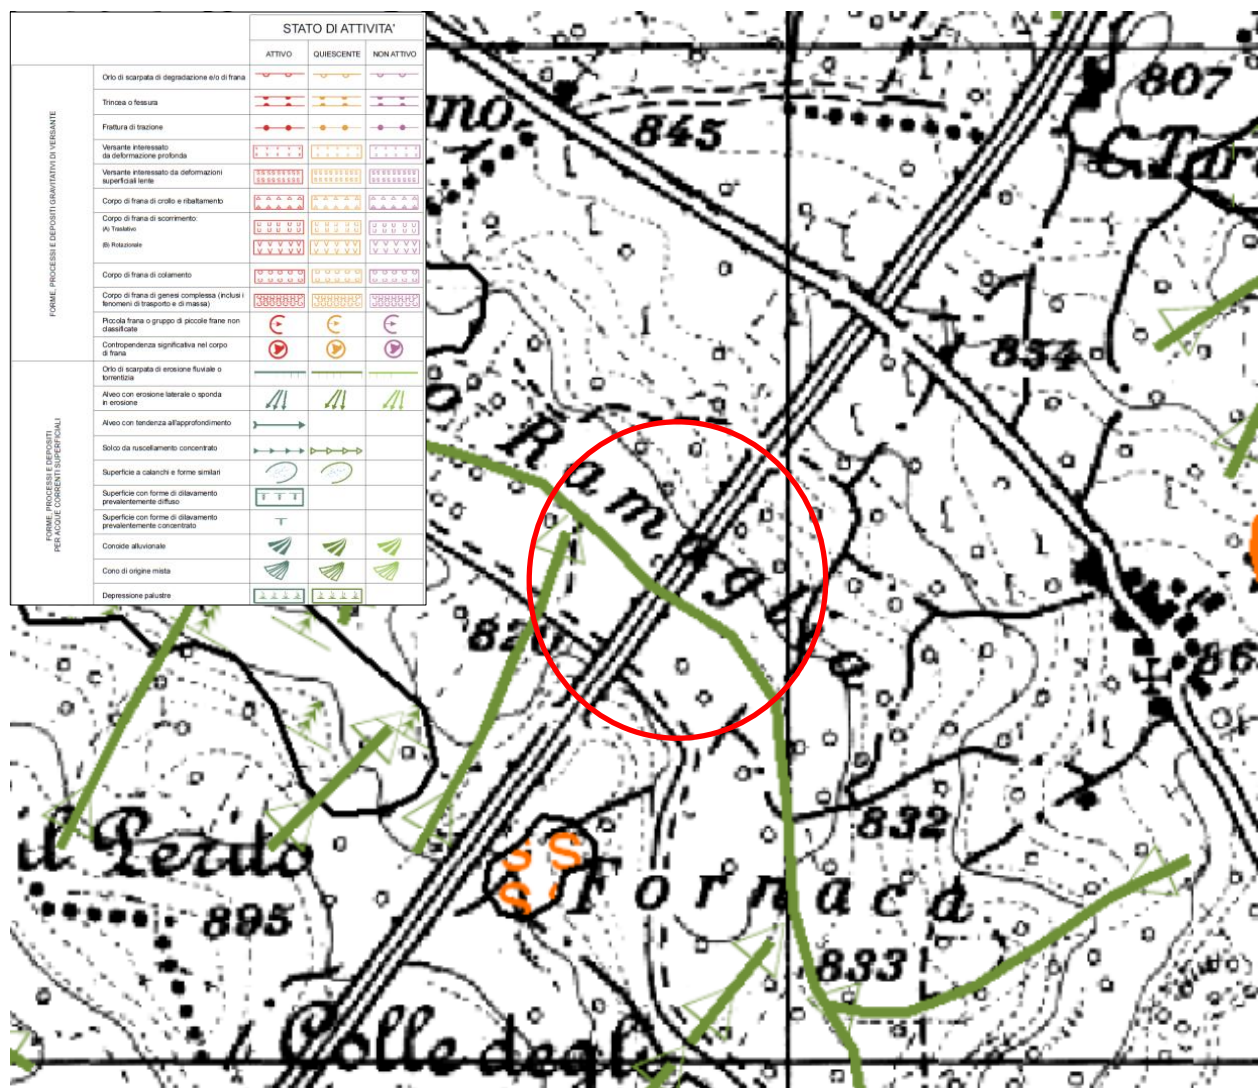 STATO DI ATTIVITA'
ATTIVO QUIESCENTE NON ATTIVO
FORME, PROCESSI E DEPOSITI GRAVITATIVI DI VERSANTE
Orlo di scarpata di degradazione e/o di frana
Trincea o fessura
Frattura di trazione
Versante interessato
da deformazione profonda
Versante interessato da deformazioni
superficiali lente
Corpo di frana di crollo e ribaltamento
Corpo di frana di scorrimento:
(A) Traslativo
(B) Rotazionale
Corpo di frana di colamento
Corpo di frana di genesi complessa (inclusi i
fenomeni di trasporto e di massa)
Piccola frana o gruppo di piccole frane non
classificate
Contropendenza significativa nel corpo
di frana
FORME, PROCESSI E DEPOSITI
PER ACQUE CORRENTI SUPERFICIALI
Orlo di scarpata di erosione fluviale o
torrentizia
Alveo con erosione laterale o sponda
in erosione
Alveo con tendenza all'approfondimento
Solco da ruscellamento concentrato
Superficie a calanchi e forme similari
Superficie con forme di dilavamento
prevalentemente diffuso
Superficie con forme di dilavamento
prevalentemente concentrato
Conoide alluvionale
Cono di origine mista
Depressione palustre
807
845
ano
834
832
il Perito
895
Fornaca
833
Colle degl
S S
S